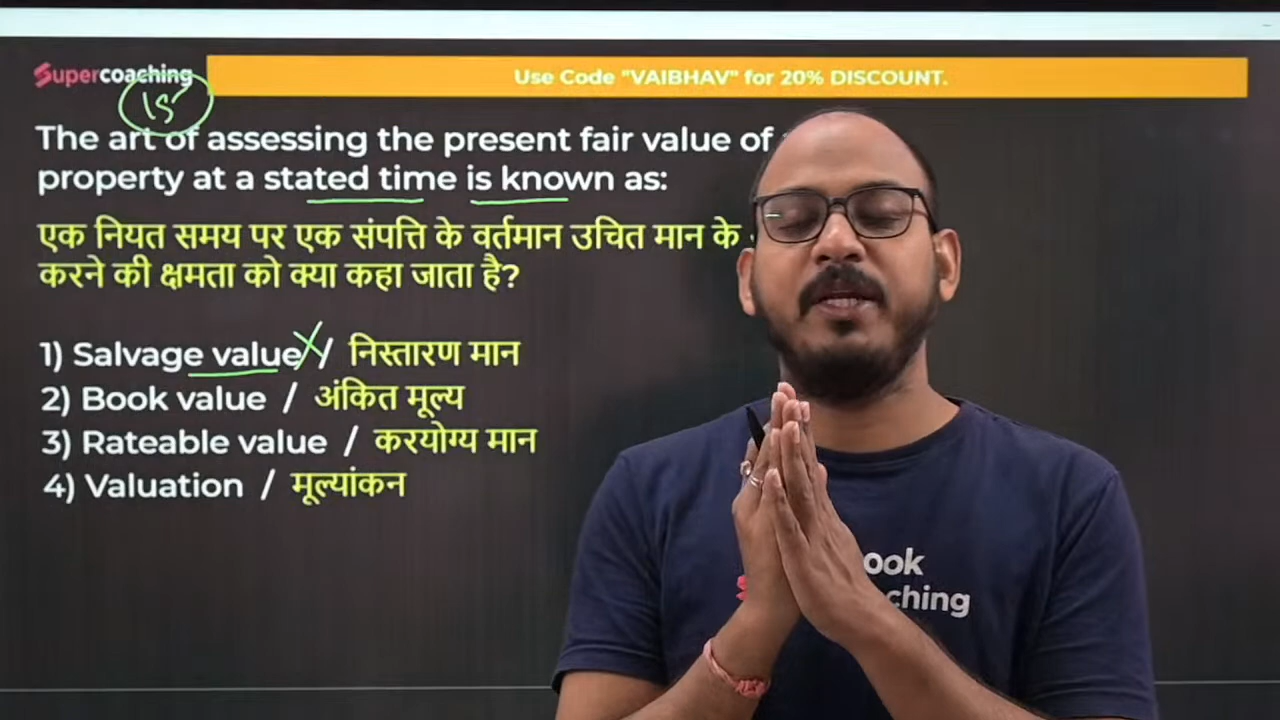 Supercoaching
Use Code "VAIBHAV" for 20% DISCOUNT.
15
The art of assessing the present fair value of
property at a stated time is known as:
एक नियत समय पर एक संपत्ति के वर्तमान उचित मान के
करने की क्षमता को क्या कहा जाता है?
1) Salvage value / निस्तारण मान
2) Book value / अंकित मूल्य
3) Rateable value / करयोग्य मान
4) Valuation / मूल्यांकन
ook
ching